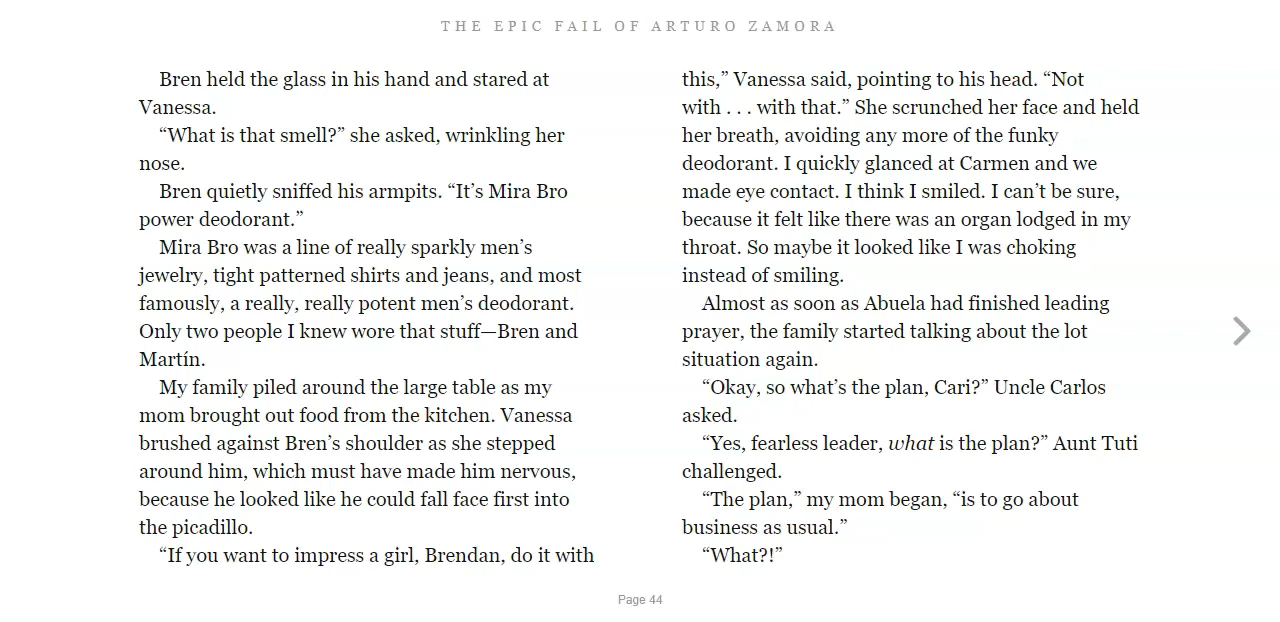 THE EPIC FAIL OF ARTURO ZAMORA
Bren held the glass in his hand and stared at
Vanessa.
“What is that smell?” she asked, wrinkling her
nose.
Bren quietly sniffed his armpits. “It’s Mira Bro
power deodorant.”
Mira Bro was a line of really sparkly men’s
jewelry, tight patterned shirts and jeans, and most
famously, a really, really potent men’s deodorant.
Only two people I knew wore that stuff—Bren and
Martín.
My family piled around the large table as my
mom brought out food from the kitchen. Vanessa
brushed against Bren’s shoulder as she stepped
around him, which must have made him nervous,
because he looked like he could fall face first into
the picadillo.
“If you want to impress a girl, Brendan, do it with
this,” Vanessa said, pointing to his head. “Not
with . . . with that.” She scrunched her face and held
her breath, avoiding any more of the funky
deodorant. I quickly glanced at Carmen and we
made eye contact. I think I smiled. I can’t be sure,
because it felt like there was an organ lodged in my
throat. So maybe it looked like I was choking
instead of smiling.
Almost as soon as Abuela had finished leading
prayer, the family started talking about the lot
situation again.
“Okay, so what’s the plan, Cari?” Uncle Carlos
asked.
“Yes, fearless leader, what is the plan?” Aunt Tuti
challenged.
“The plan,” my mom began, “is to go about
business as usual.”
“What?!”
Page 44